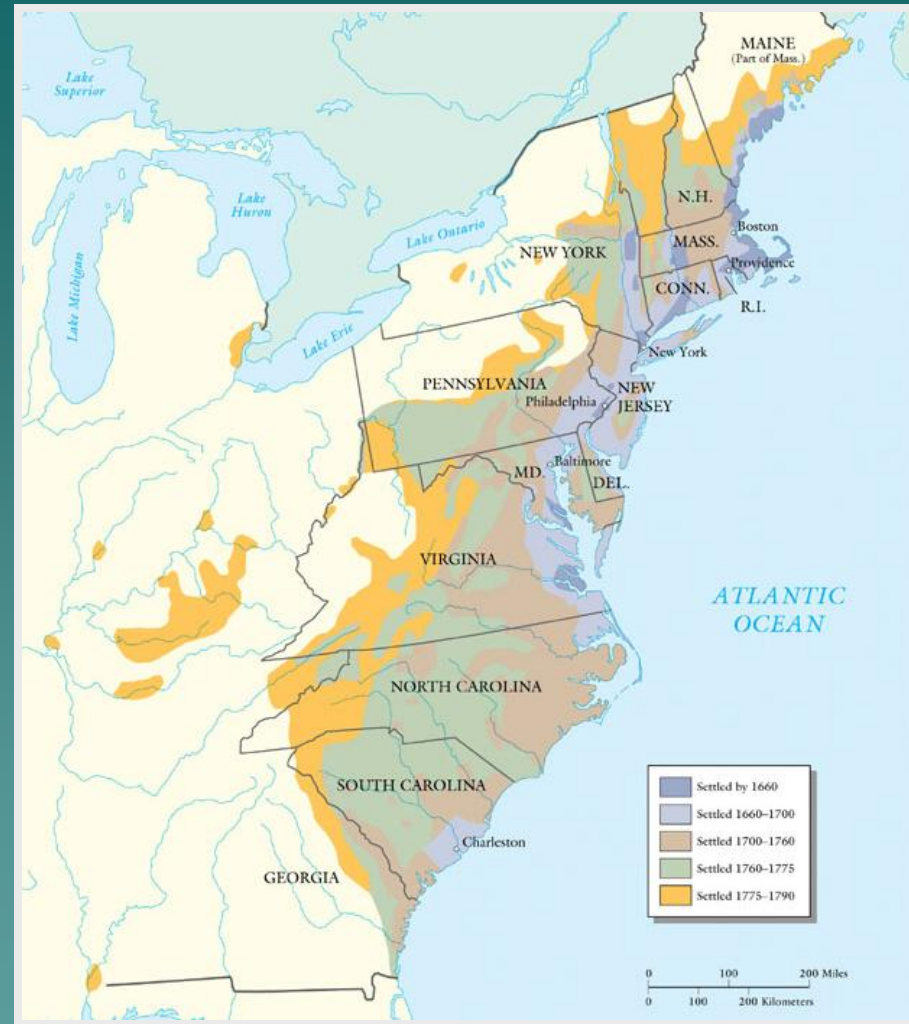 MAINE
(Part of Mass.)
Lake
Superior
Lake
Huron
Lake Michigan
Lake Ontario
Lake Erie
N.H.
Boston
NEW YORK
MASS.
Providence
CONN.
R.I.
New York
PENNSYLVANIA
Philadelphia
NEW
JERSEY
MD.
Baltimore
DEL.
VIRGINIA
ATLANTIC
OCEAN
NORTH CAROLINA
SOUTH CAROLINA
Charleston
GEORGIA
Settled by 1660
Settled 1660–1700
Settled 1700–1760
Settled 1760–1775
Settled 1775–1790
0 100 200 Miles
0 100 200 Kilometers